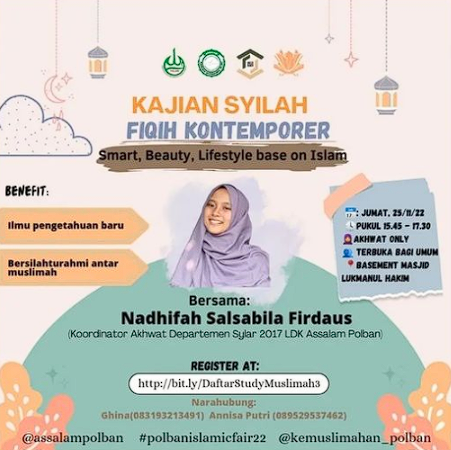 KAJIAN SYILAH
FIQIH KONTEMPORER
Smart, Beauty, Lifestyle base on Islam
BENEFIT:
Ilmu pengetahuan baru
Bersilahturahmi antar
muslimah
: JUMAT, 25/11/22
PUKUL 15.45 - 17.30
AKHWAT ONLY
TERBUKA BAGI UMUM
BASEMENT MASJID
LUKMANUL HAKIM
Bersama:
Nadhifah Salsabila Firdaus
(Koordinator Akhwat Departemen Syiar 2017 LDK Assalam Polban)
REGISTER AT:
http://bit.ly/DaftarStudyMuslimah3
Narahubung:
Ghina(083193213491) Annisa Putri (089529537462)
@assalampolban #polbanislamicfair22 @kemuslimahan_polban